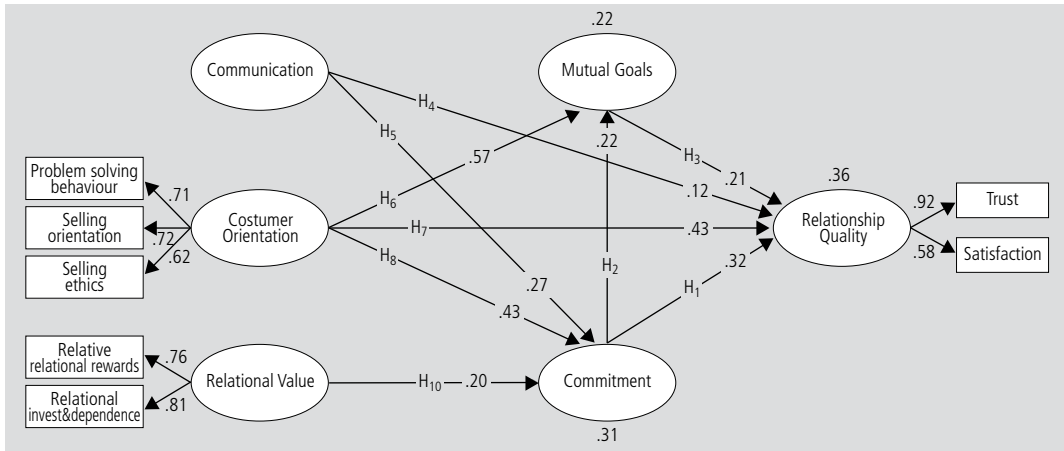 .22
Communication
Mutual Goals
H4
H5
.22
.57
H3
Problem solving
behaviour
.71
.21
.36
.12
H6
Selling
orientation
.72
Costumer
Orientation
H7
.43
Relationship
Quality
.92
Trust
.62
H8
.58
Satisfaction
Selling
ethics
H2
.32
.27
H1
.43
Relative
relational rewards
.76
Relational Value
H10
.20
Commitment
Relational
invest&dependence
.81
.31